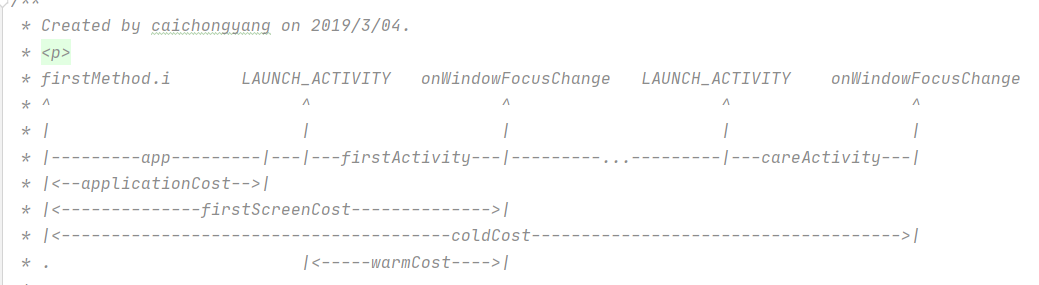 /**
* Created by caichongyang on 2019/3/04.
* <p>
* firstMethod.i       LAUNCH_ACTIVITY   onWindowFocusChange   LAUNCH_ACTIVITY    onWindowFocusChange
* ^                         ^                   ^                     ^                  ^
* |                         |                   |                     |                  |
* |---------app---------|---|---firstActivity---|---------...---------|---careActivity---|
* |<--applicationCost-->|
* |<--------------firstScreenCost-------------->|
* |<---------------------------------------coldCost------------------------------------->|
* .                         |<-----warmCost---->|